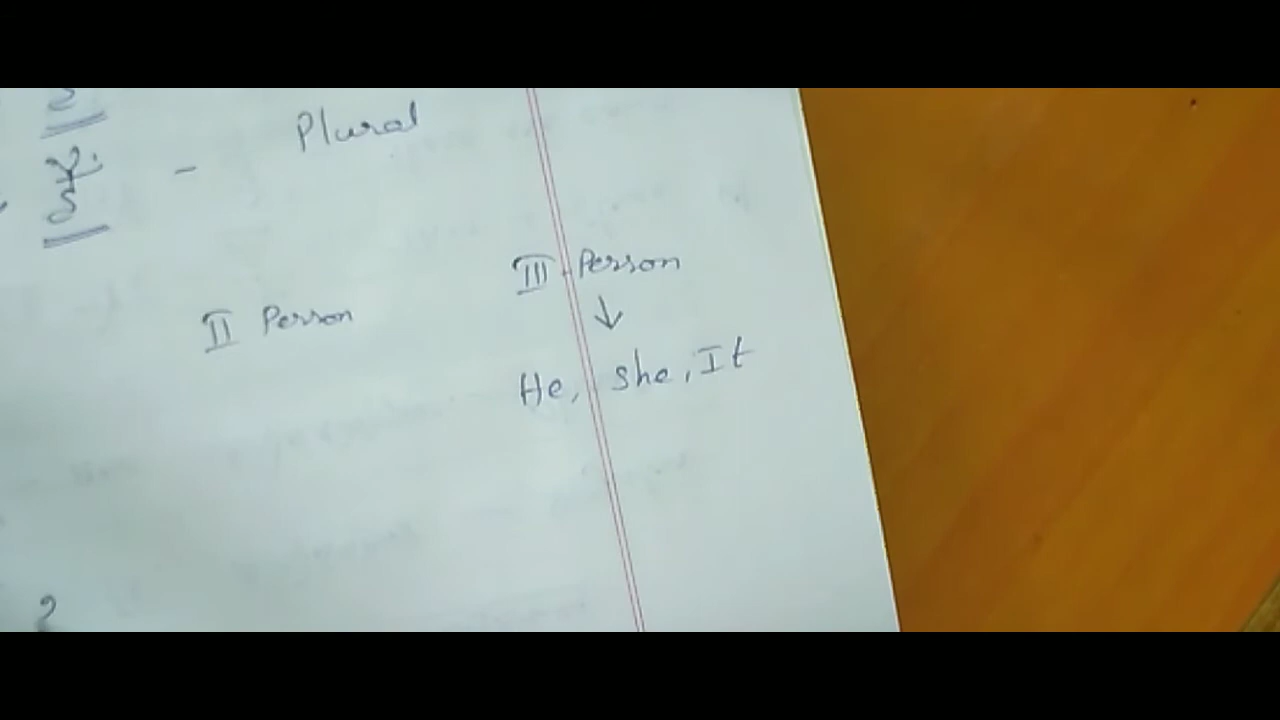 - Plural
III Person
II Person
↓
He, she, It